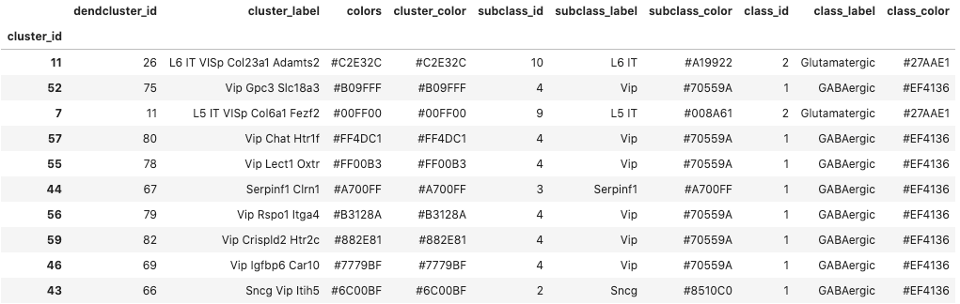 dendcluster_id cluster_label colors cluster_color subclass_id subclass_label subclass_color class_id class_label class_color
cluster_id
11 26 L6 IT VISp Col23a1 Adamts2 #C2E32C #C2E32C 10 L6 IT #A19922 2 Glutamatergic #27AAE1
52 75 Vip Gpc3 Slc18a3 #B09FFF #B09FFF 4 Vip #70559A 1 GABAergic #EF4136
7 11 L5 IT VISp Col6a1 Fezf2 #00FF00 #00FF00 9 L5 IT #008A61 2 Glutamatergic #27AAE1
57 80 Vip Chat Htr1f #FF4DC1 #FF4DC1 4 Vip #70559A 1 GABAergic #EF4136
55 78 Vip Lect1 Oxtr #FF00B3 #FF00B3 4 Vip #70559A 1 GABAergic #EF4136
44 67 Serpinf1 Clrn1 #A700FF #A700FF 3 Serpinf1 #A700FF 1 GABAergic #EF4136
56 79 Vip Rspo1 Itga4 #B3128A #B3128A 4 Vip #70559A 1 GABAergic #EF4136
59 82 Vip Crispld2 Htr2c #882E81 #882E81 4 Vip #70559A 1 GABAergic #EF4136
46 69 Vip Igfbp6 Car10 #7779BF #7779BF 4 Vip #70559A 1 GABAergic #EF4136
43 66 Sncg Vip Itih5 #6C00BF #6C00BF 2 Sncg #8510C0 1 GABAergic #EF4136